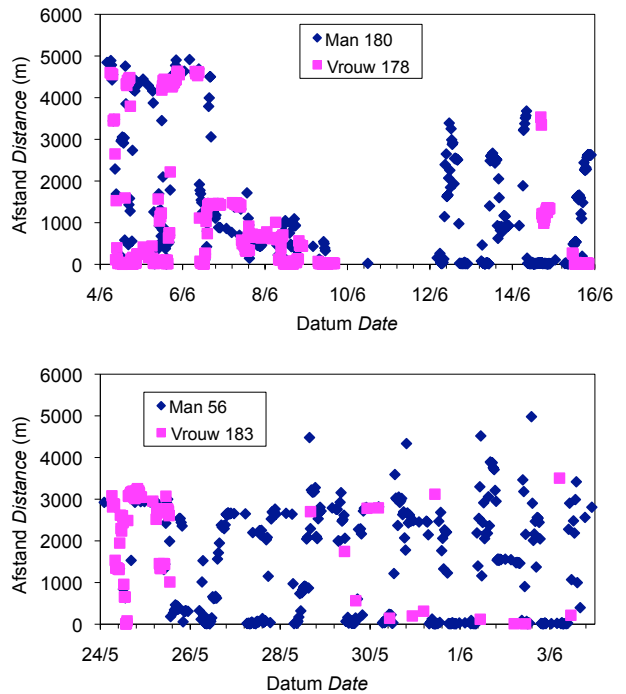 6000
5000
4000
3000
2000
1000
0
Afstand Distance (m)
Man 180
Vrouw 178
4/6 6/6 8/6 10/6 12/6 14/6 16/6
Datum Date
6000
5000
4000
3000
2000
1000
0
Afstand Distance (m)
Man 56
Vrouw 183
24/5 26/5 28/5 30/5 1/6 3/6
Datum Date